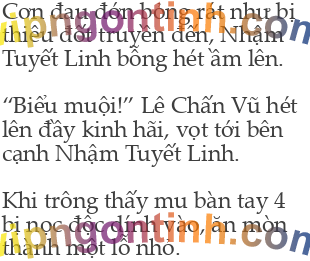 Cơn đau đớn bỏng rát như bị
thiêu đốt truyền đến, Nhậm
Tuyết Linh bỗng hét ầm lên.
“Biểu muội!” Lê Chấn Vũ hét
lên đầy kinh hãi, vọt tới bên
cạnh Nhậm Tuyết Linh.
Khi trông thấy mu bàn tay 4
bị nọc độc dính vào, ăn mòn
thành một lỗ nhỏ.